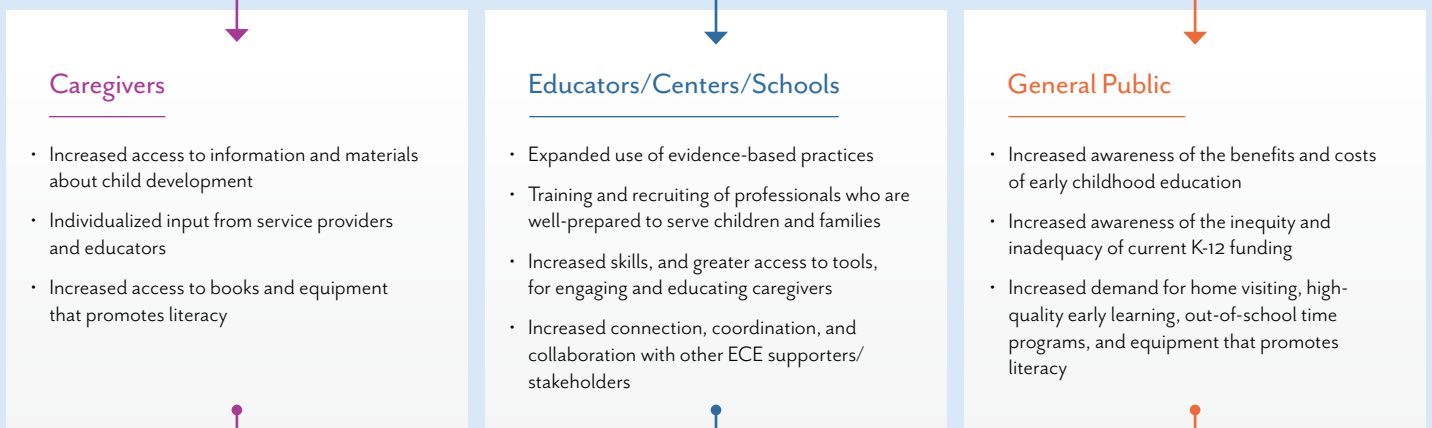 Caregivers
• Increased access to information and materials
about child development
• Individualized input from service providers
and educators
• Increased access to books and equipment
that promotes literacy
Educators/Centers/Schools
• Expanded use of evidence-based practices
• Training and recruiting of professionals who are
well-prepared to serve children and families
• Increased skills, and greater access to tools,
for engaging and educating caregivers
• Increased connection, coordination, and
collaboration with other ECE supporters/
stakeholders
General Public
• Increased awareness of the benefits and costs
of early childhood education
• Increased awareness of the inequity and
inadequacy of current K-12 funding
• Increased demand for home visiting, high-
quality early learning, out-of-school time
programs, and equipment that promotes
literacy